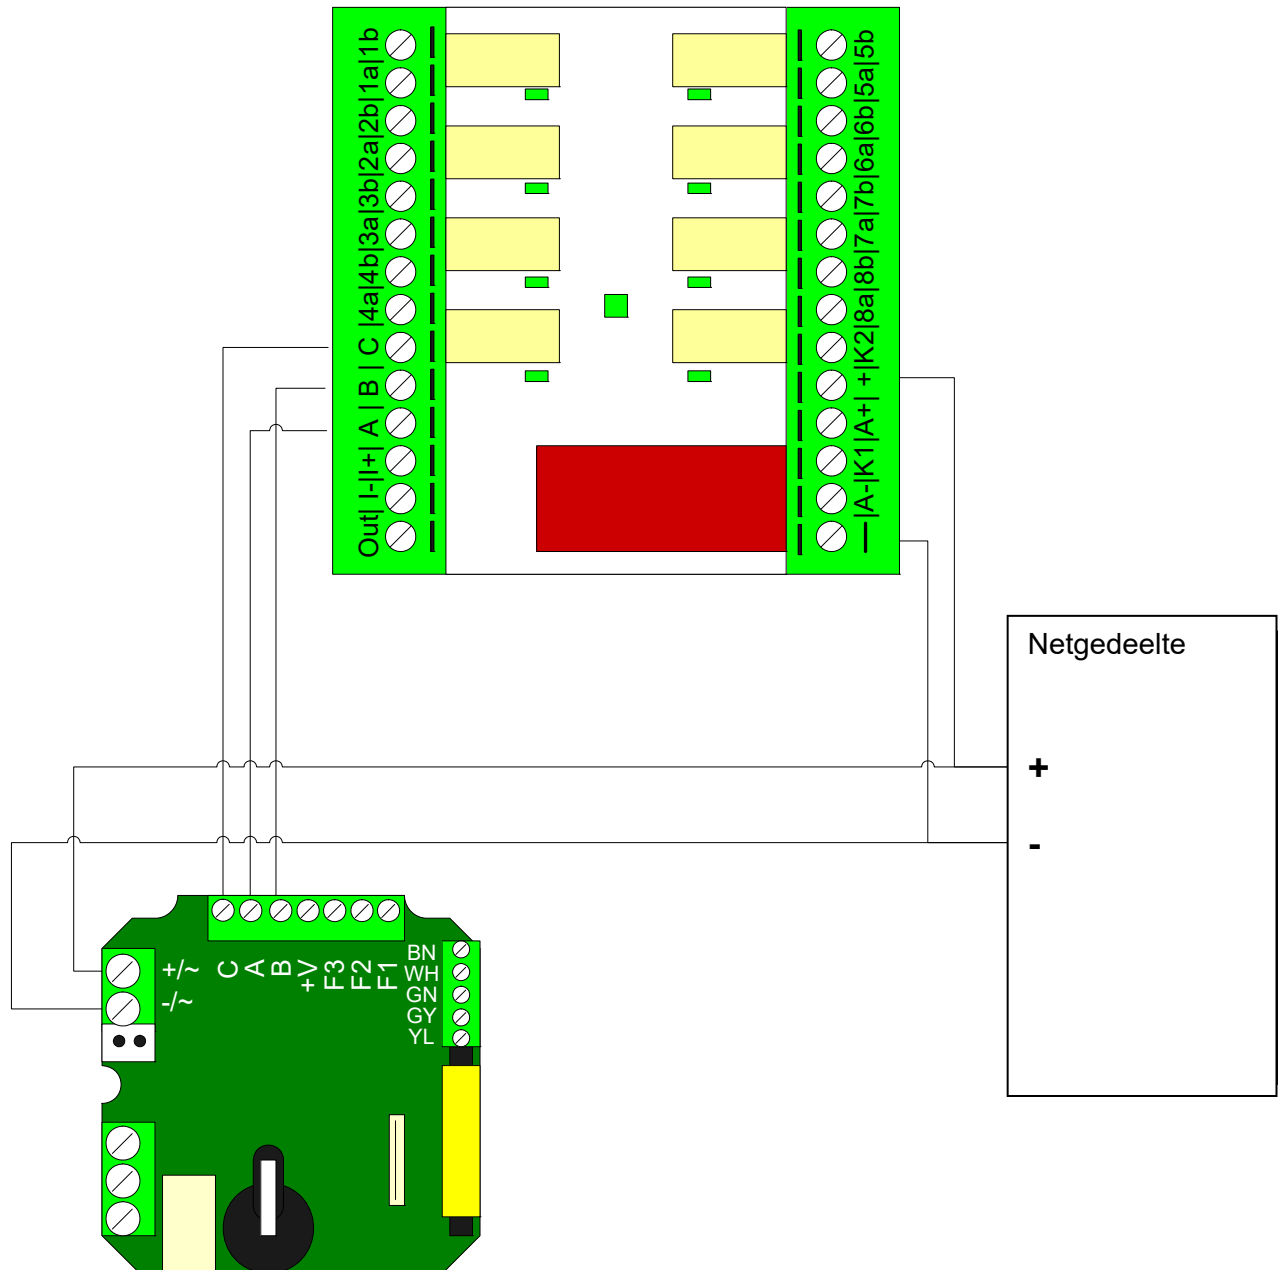 Out| I-|I+| A | B | C |4a|4b|3a|3b|2a|2b|1a|1b
—|A-|K1|A+| +|K2|8a|8b|7a|7b|6a|6b|5a|5b
Netgedeelte
+
-
+/~
-/~
C
A
B
+V
F3
F2
F1
BN
WH
GN
GY
YL